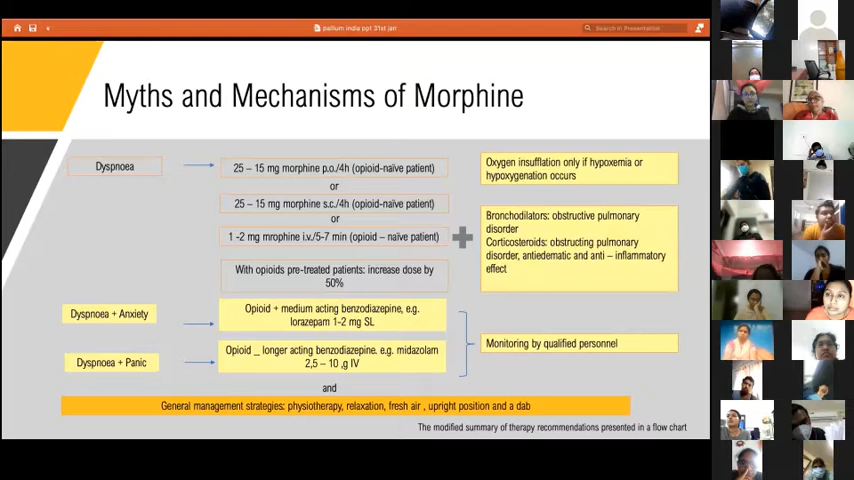 pallium india ppt 31st jan
Search in Presentation
Myths and Mechanisms of Morphine
Dyspnoea
25 – 15 mg morphine p.o./4h (opioid-naïve patient)
or
25 – 15 mg morphine s.c./4h (opioid-naïve patient)
or
1 -2 mg mrophine i.v./5-7 min (opioid – naïve patient)
With opioids pre-treated patients: increase dose by
50%
Oxygen insufflation only if hypoxemia or
hypoxygenation occurs
Bronchodilators: obstructive pulmonary
disorder
Corticosteroids: obstructing pulmonary
disorder, antiedematic and anti – inflammatory
effect
Dyspnoea + Anxiety
Opioid + medium acting benzodiazepine, e.g.
lorazepam 1-2 mg SL
Dyspnoea + Panic
Opioid _ longer acting benzodiazepine. e.g. midazolam
2,5 – 10 ,g IV
Monitoring by qualified personnel
and
General management strategies: physiotherapy, relaxation, fresh air , upright position and a dab
The modified summary of therapy recommendations presented in a flow chart